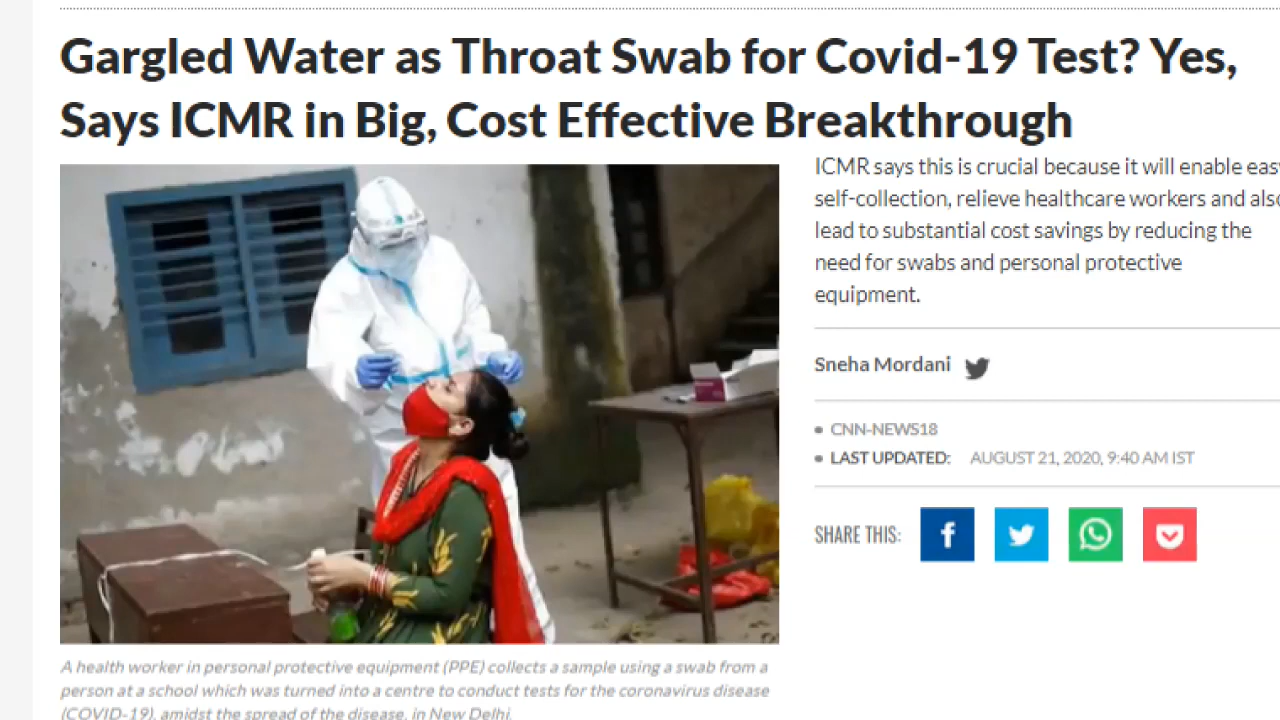 Gargled Water as Throat Swab for Covid-19 Test? Yes,
Says ICMR in Big, Cost Effective Breakthrough
ICMR says this is crucial because it will enable easy
self-collection, relieve healthcare workers and also
lead to substantial cost savings by reducing the
need for swabs and personal protective
equipment.
Sneha Mordani
CNN-NEWS18
LAST UPDATED: AUGUST 21, 2020, 9:40 AM IST
SHARE THIS:
A health worker in personal protective equipment (PPE) collects a sample using a swab from a
person at a school which was turned into a centre to conduct tests for the coronavirus disease
(COVID-19), amidst the spread of the disease, in New Delhi.